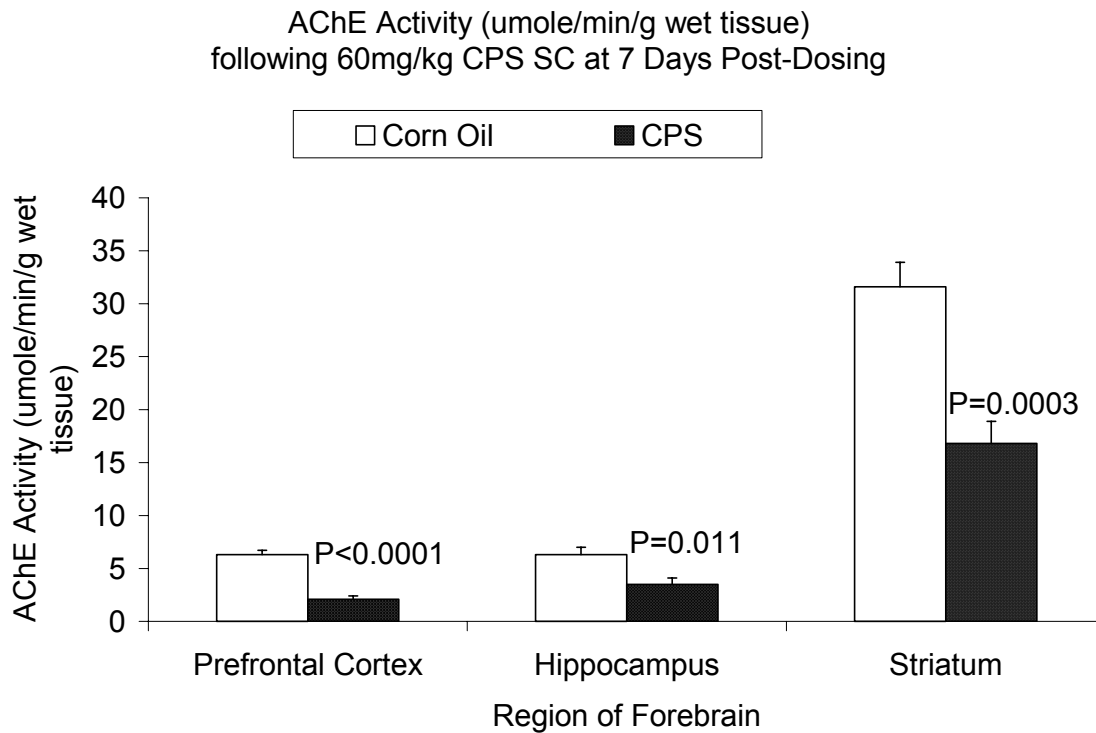 AChE Activity (umole/min/g wet tissue)
following 60mg/kg CPS SC at 7 Days Post-Dosing
Corn Oil CPS
AChE Activity (umole/min/g wet
tissue)
40
35
30
25
20
15
10
5
0
P<0.0001
P=0.011
P=0.0003
Prefrontal Cortex Hippocampus Striatum
Region of Forebrain